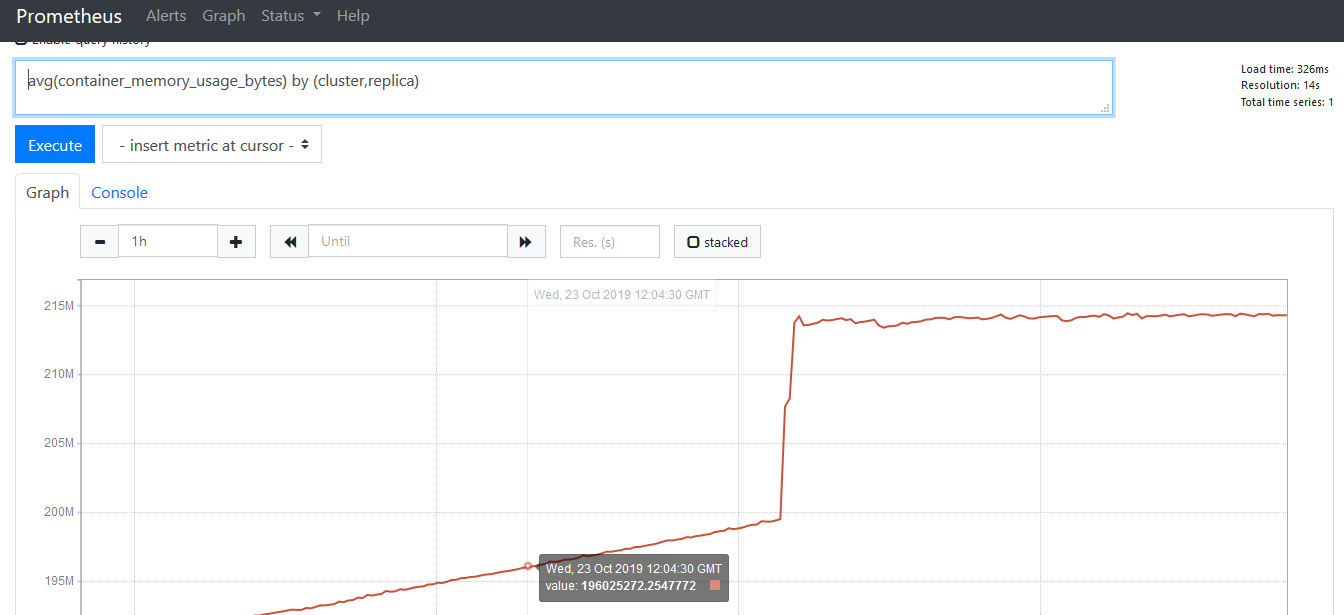 Prometheus Alerts Graph Status Help
Enable query history
avg(container_memory_usage_bytes) by (cluster,replica)
Load time: 326ms
Resolution: 14s
Total time series: 1
Execute - insert metric at cursor -
Graph Console
1h Until Res. (s) stacked
Wed, 23 Oct 2019 12:04:30 GMT
215M
210M
205M
200M
195M
Wed, 23 Oct 2019 12:04:30 GMT
value: 196025272.2547772